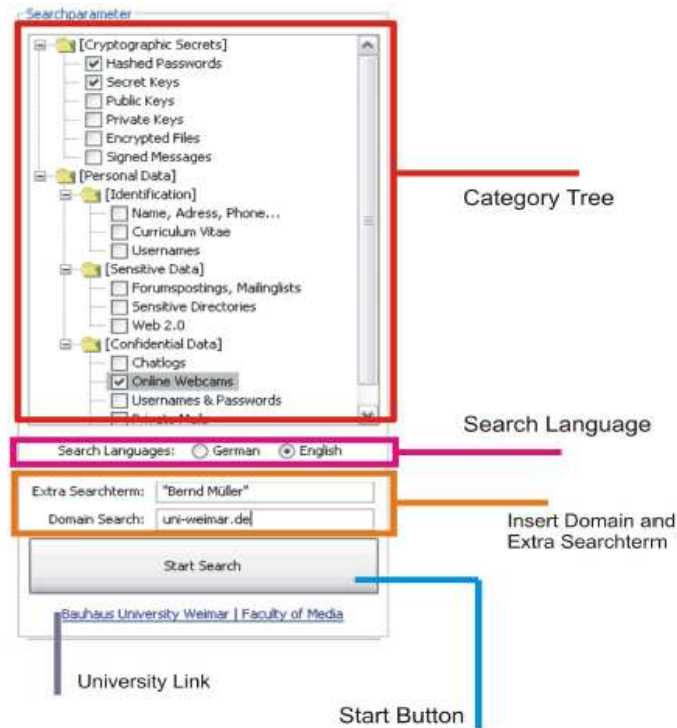 Searchparameter
[Cryptographic Secrets]
Hashed Passwords
Secret Keys
Public Keys
Private Keys
Encrypted Files
Signed Messages
[Personal Data]
[Identification]
Name, Adress, Phone...
Curriculum Vitae
Usernames
[Sensitive Data]
Forumspostings, Mailinglists
Sensitive Directories
Web 2.0
[Confidential Data]
Chatlogs
Online Webcams
Usernames & Passwords
Category Tree
Search Language
Search Languages: German English
Extra Searchterm: "Bernd Müller"
Domain Search: uni-weimar.de
Insert Domain and
Extra Searchterm
Start Search
Bauhaus University Weimar | Faculty of Media
University Link
Start Button